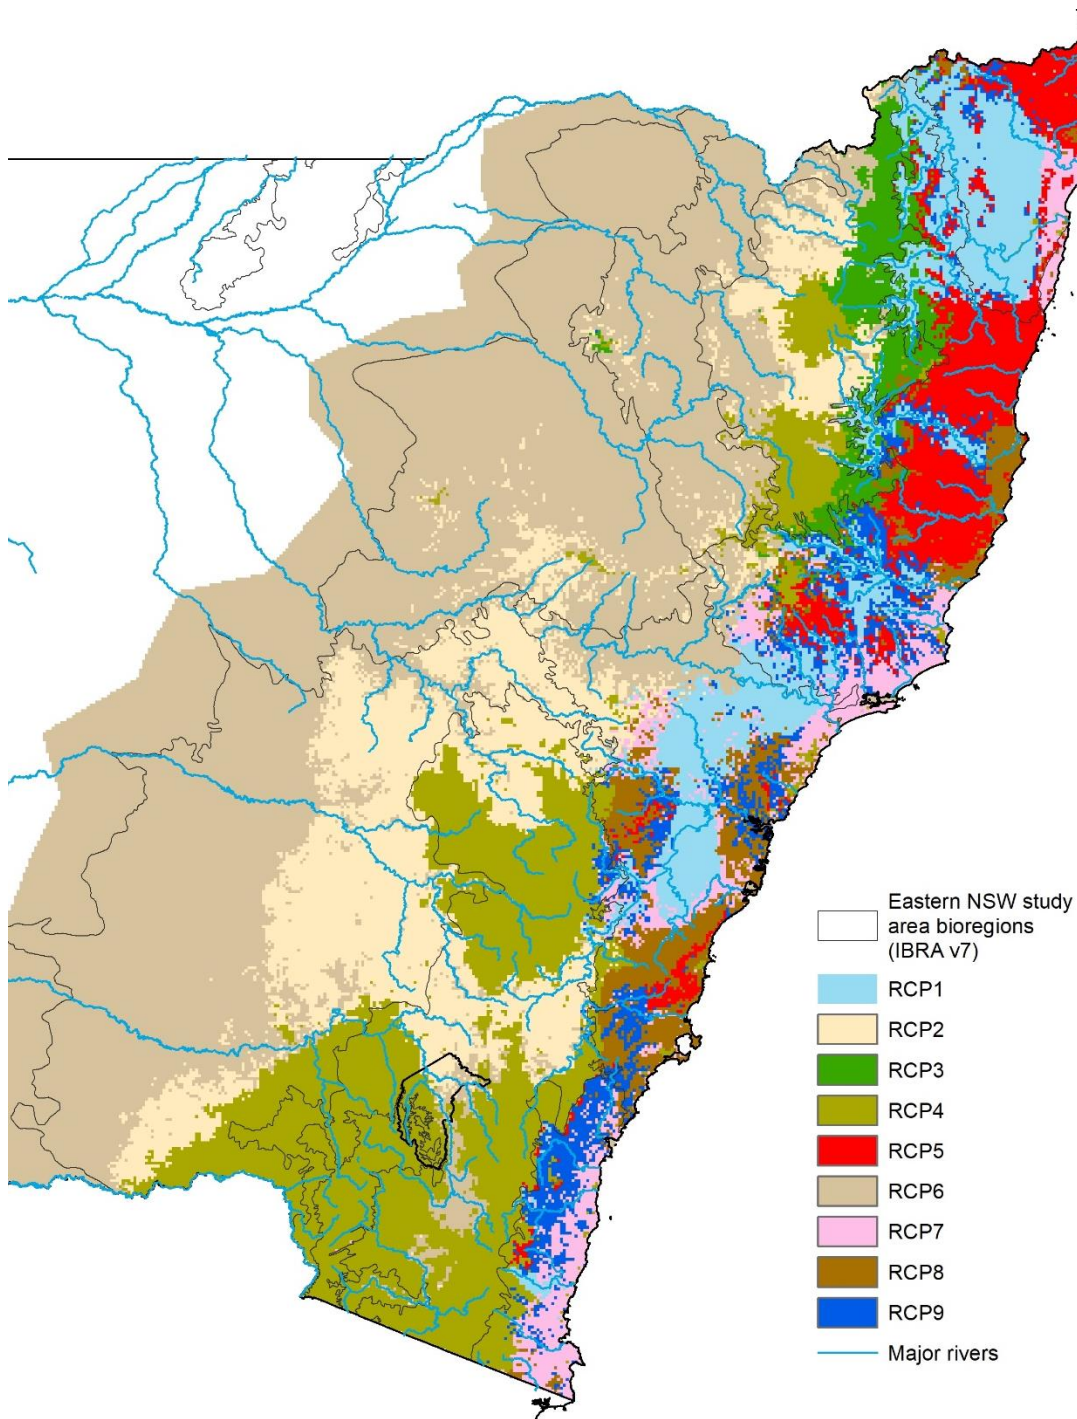 Eastern NSW study
area bioregions
(IBRA v7)
RCP1
RCP2
RCP3
RCP4
RCP5
RCP6
RCP7
RCP8
RCP9
Major rivers